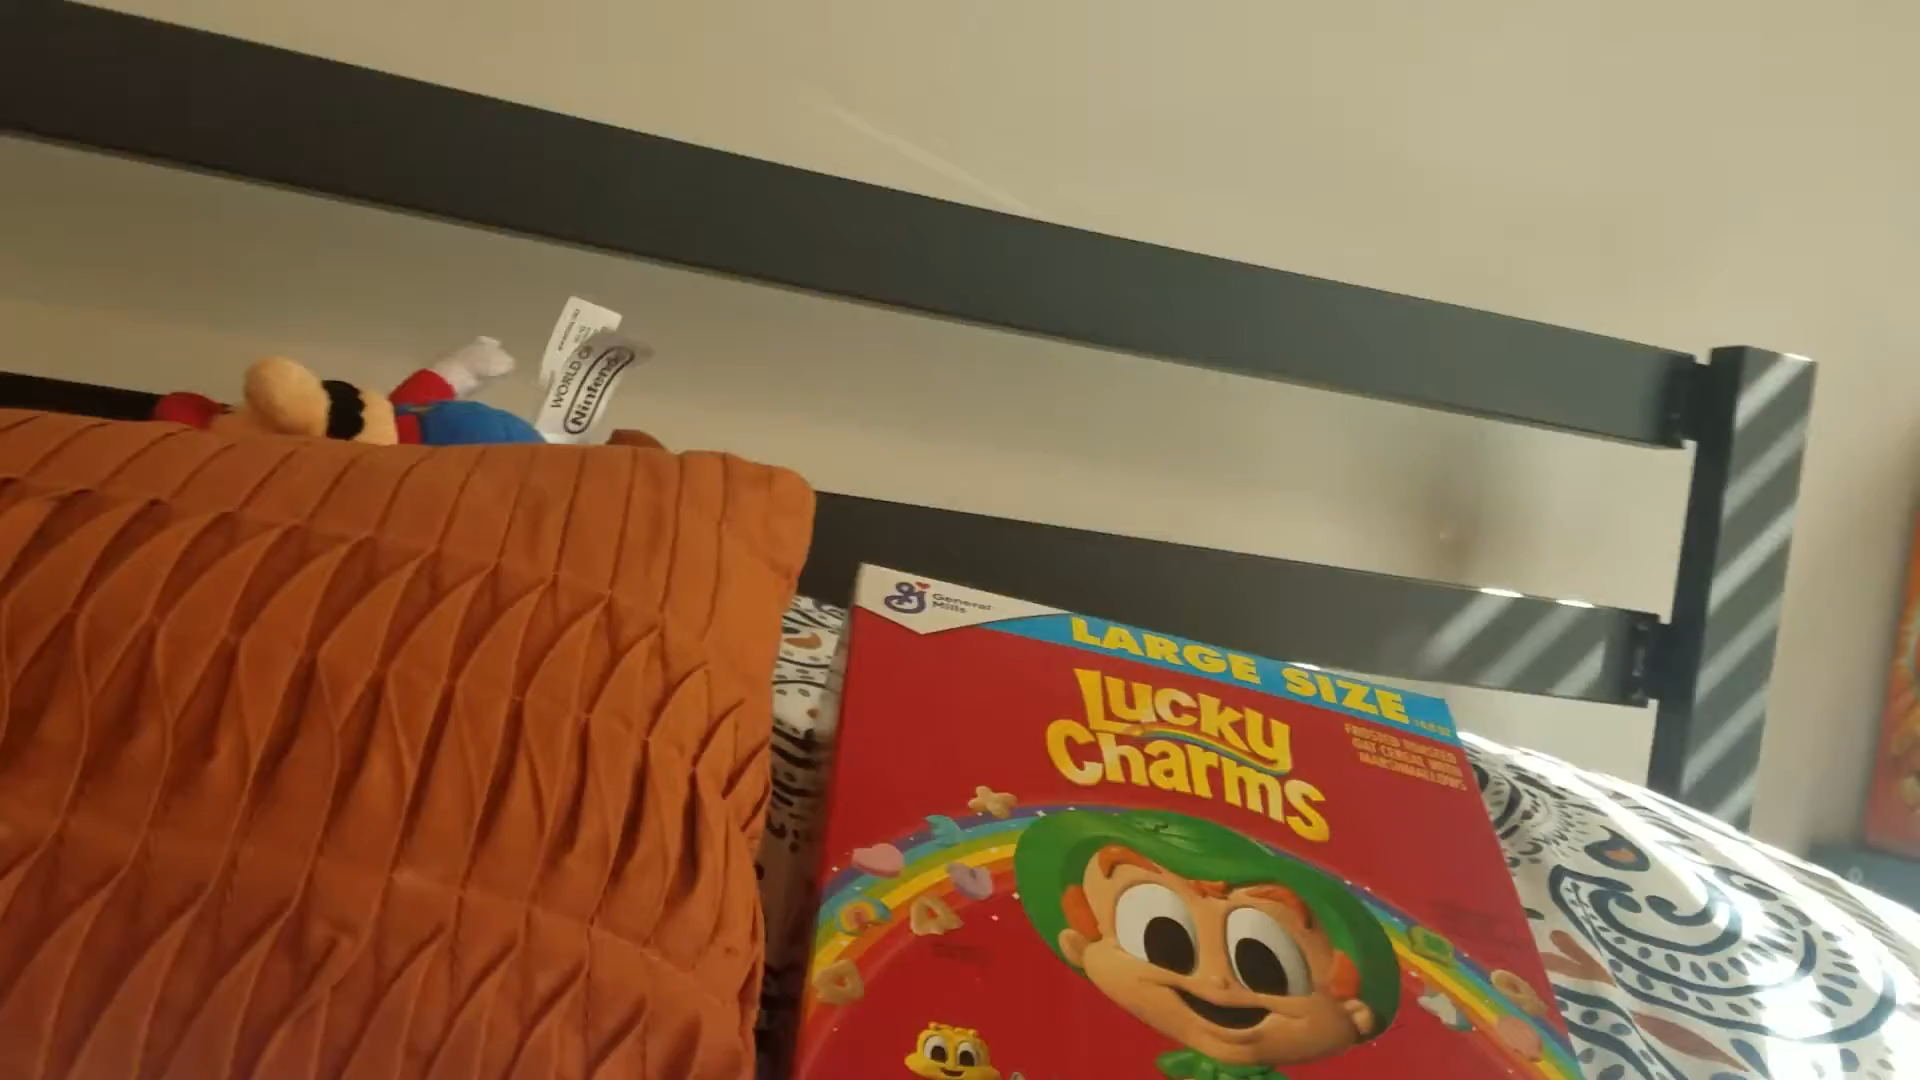 WORLD OF
Nintendo
General
Mills
LARGE SIZE
Lucky
Charms
FROSTED TOASTED
OAT CEREAL WITH
MARSHMALLOWS